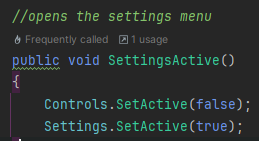 //opens the settings menu
Frequently called 1 usage
public void SettingsActive()
{
Controls.SetActive(false);
Settings.SetActive(true);